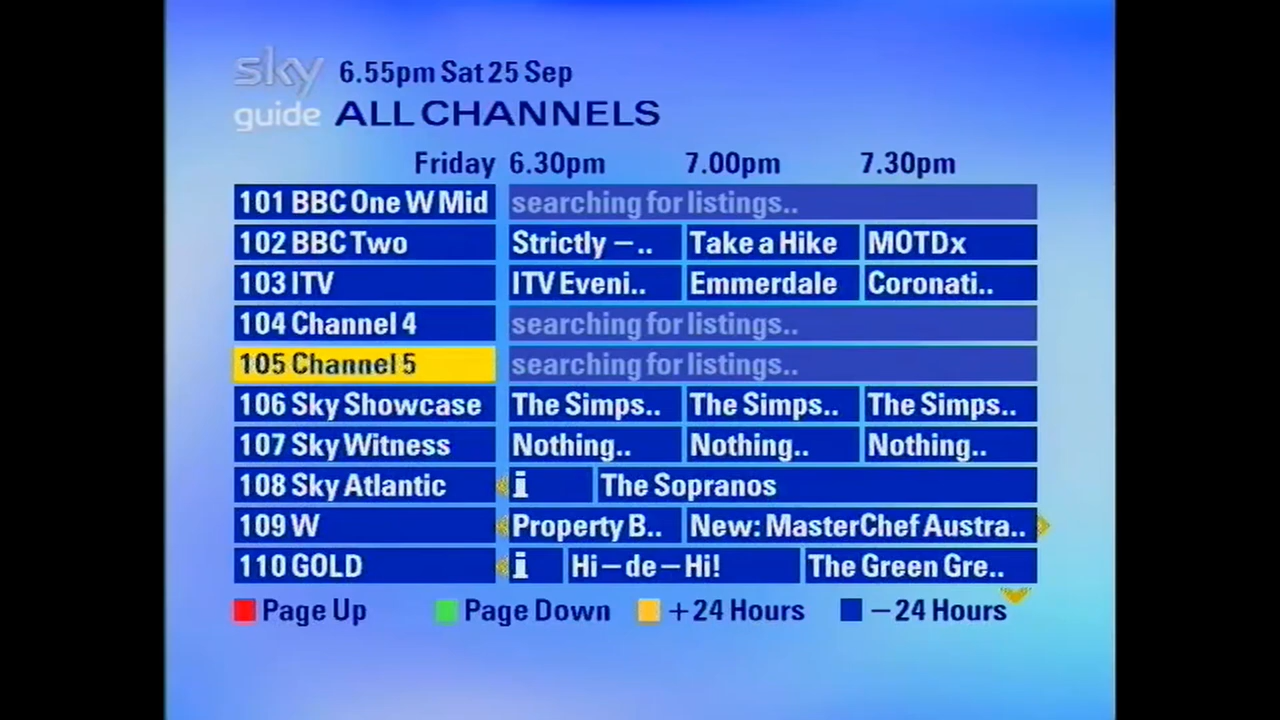 sky 6.55pm Sat 25 Sep
guide ALL CHANNELS
Friday 6.30pm 7.00pm 7.30pm
101 BBC One W Mid searching for listings..
102 BBC Two Strictly –.. Take a Hike MOTDx
103 ITV ITV Eveni.. Emmerdale Coronati..
104 Channel 4 searching for listings..
105 Channel 5 searching for listings..
106 Sky Showcase The Simps.. The Simps.. The Simps..
107 Sky Witness Nothing.. Nothing.. Nothing..
108 Sky Atlantic i The Sopranos
109 W Property B.. New: MasterChef Austra..
110 GOLD i Hi–de–Hi! The Green Gre..
Page Up Page Down +24 Hours –24 Hours